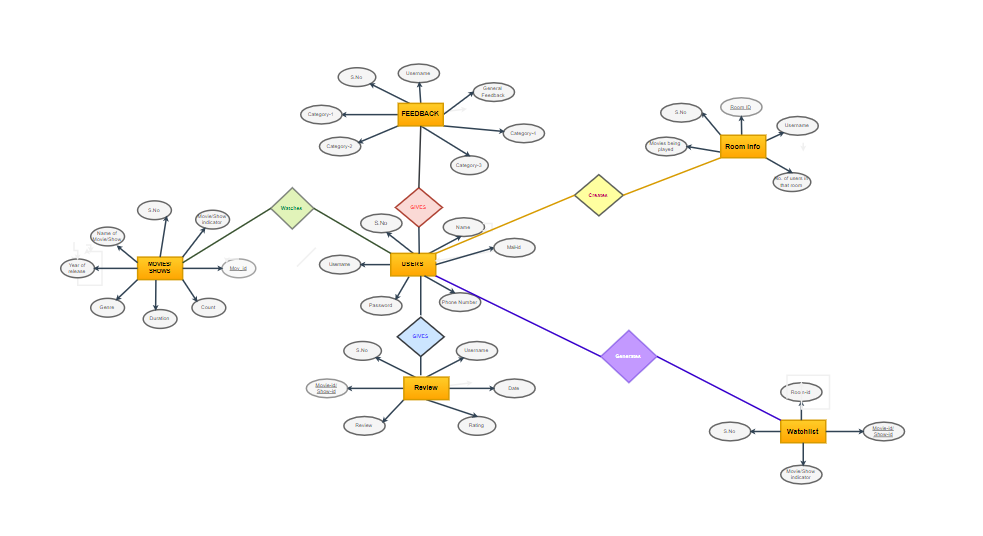 S.No
Username
General
Feedback
FEEDBACK
Category-1
Category-4
Category-2
Category-3
GIVES
Room ID
S.No
Username
Room Info
Movies being
played
No. of users in
that room
Creates
Watches
S.No
Movie/Show
indicator
Name of
Movie/Show
MOVIES/
SHOWS
Year of
release
Mov_id
Genre
Duration
Count
S.No
Name
Mail-id
USERS
Username
Password
Phone Number
GIVES
S.No
Username
Movie-id/
Show-id
Review
Date
Review
Rating
Generates
Room-id
S.No
Watchlist
Movie-id/
Show-id
Movie/Show
indicator